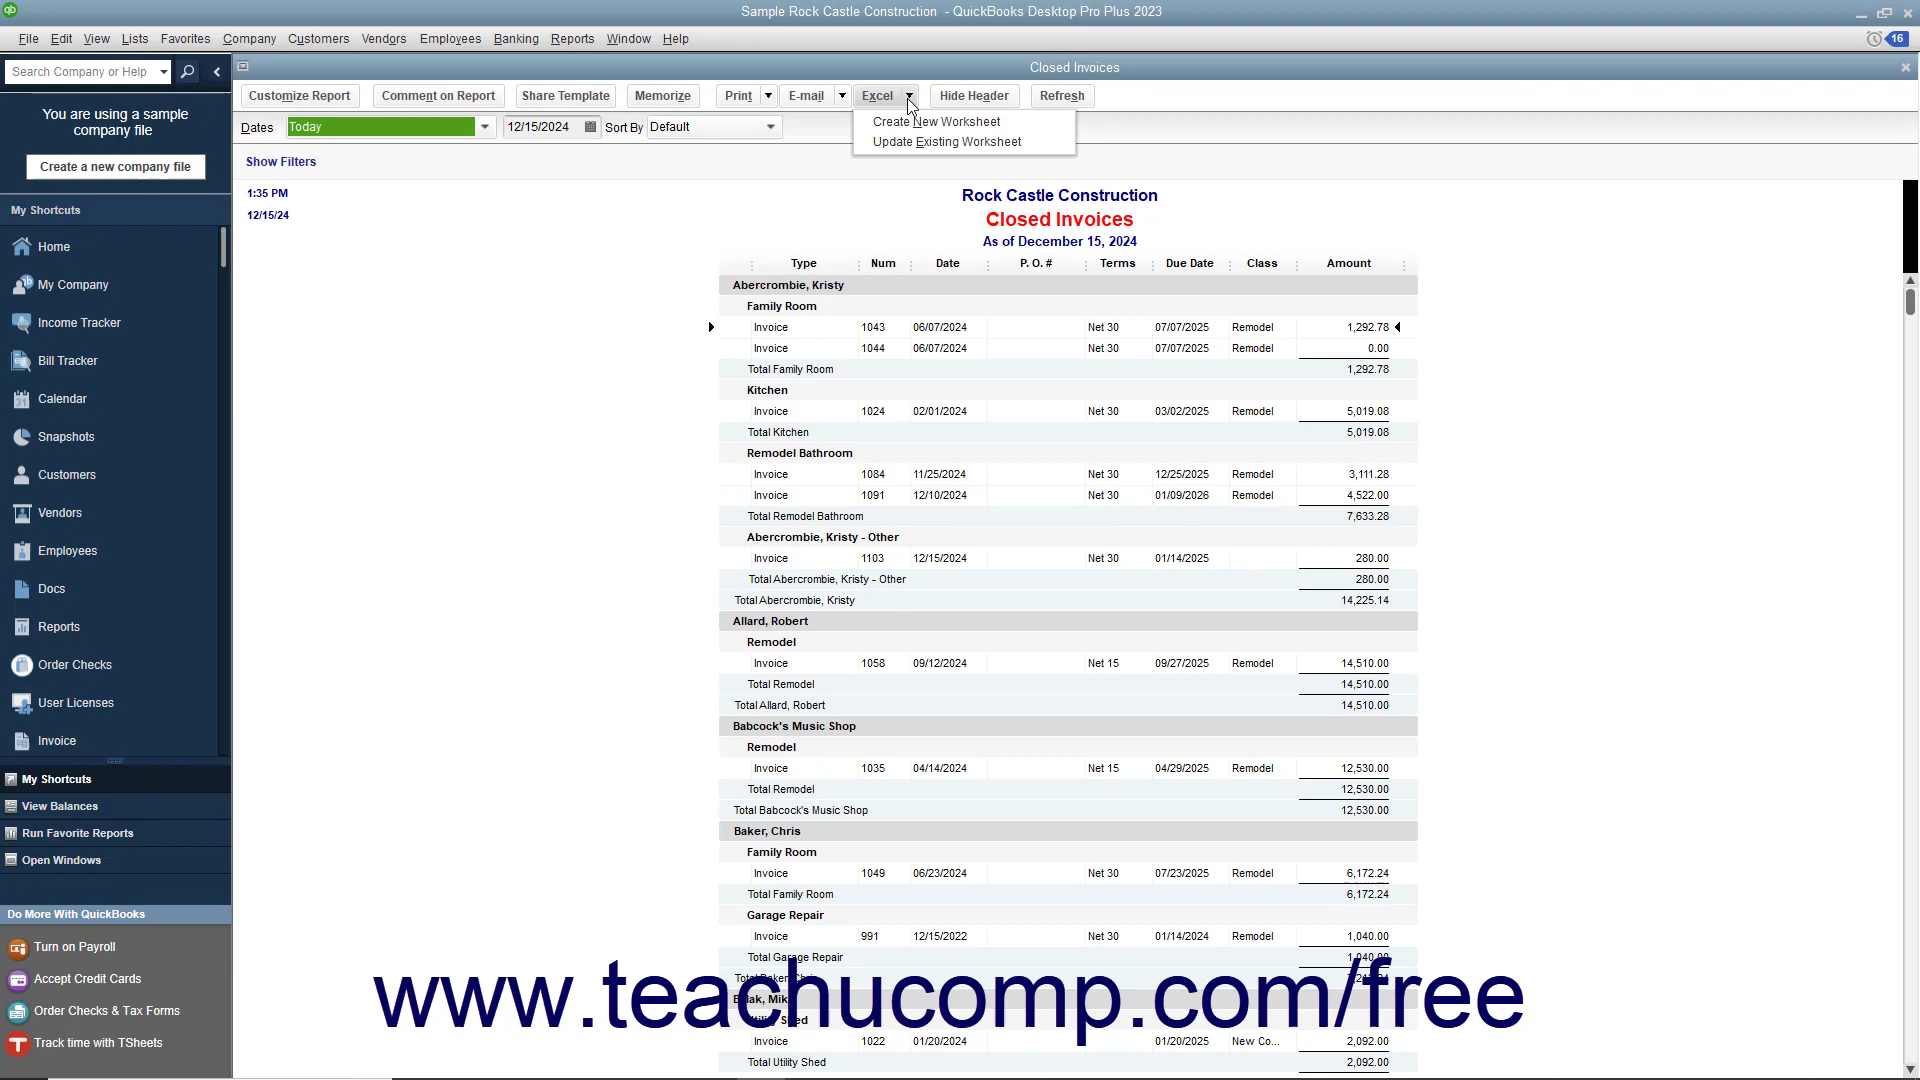 Sample Rock Castle Construction - QuickBooks Desktop Pro Plus 2023
File Edit View Lists Favorites Company Customers Vendors Employees Banking Reports Window Help
16
Search Company or Help
Closed Invoices
Customize Report Comment on Report Share Template Memorize Print E-mail Excel Hide Header Refresh
Dates Today 12/15/2024 Sort By Default
Create New Worksheet
Update Existing Worksheet
Show Filters
You are using a sample
company file
Create a new company file
My Shortcuts
Home
My Company
Income Tracker
Bill Tracker
Calendar
Snapshots
Customers
Vendors
Employees
Docs
Reports
Order Checks
User Licenses
Invoice
My Shortcuts
View Balances
Run Favorite Reports
Open Windows
Do More With QuickBooks
Turn on Payroll
Accept Credit Cards
Order Checks & Tax Forms
Track time with TSheets
1:35 PM
12/15/24
Rock Castle Construction
Closed Invoices
As of December 15, 2024
Type Num Date P. O. # Terms Due Date Class Amount
Abercrombie, Kristy
Family Room
Invoice 1043 06/07/2024 Net 30 07/07/2025 Remodel 1,292.78
Invoice 1044 06/07/2024 Net 30 07/07/2025 Remodel 0.00
Total Family Room 1,292.78
Kitchen
Invoice 1024 02/01/2024 Net 30 03/02/2025 Remodel 5,019.08
Total Kitchen 5,019.08
Remodel Bathroom
Invoice 1084 11/25/2024 Net 30 12/25/2025 Remodel 3,111.28
Invoice 1091 12/10/2024 Net 30 01/09/2026 Remodel 4,522.00
Total Remodel Bathroom 7,633.28
Abercrombie, Kristy - Other
Invoice 1103 12/15/2024 Net 30 01/14/2025 280.00
Total Abercrombie, Kristy - Other 280.00
Total Abercrombie, Kristy 14,225.14
Allard, Robert
Remodel
Invoice 1058 09/12/2024 Net 15 09/27/2025 Remodel 14,510.00
Total Remodel 14,510.00
Total Allard, Robert 14,510.00
Babcock's Music Shop
Remodel
Invoice 1035 04/14/2024 Net 15 04/29/2025 Remodel 12,530.00
Total Remodel 12,530.00
Total Babcock's Music Shop 12,530.00
Baker, Chris
Family Room
Invoice 1049 06/23/2024 Net 30 07/23/2025 Remodel 6,172.24
Total Family Room 6,172.24
Garage Repair
Invoice 991 12/15/2022 Net 30 01/14/2024 Remodel 1,040.00
Total Garage Repair 1,040.00
www.teachucomp.com/free
Invoice 1022 01/20/2024 01/20/2025 New Co... 2,092.00
Total Utility Shed 2,092.00